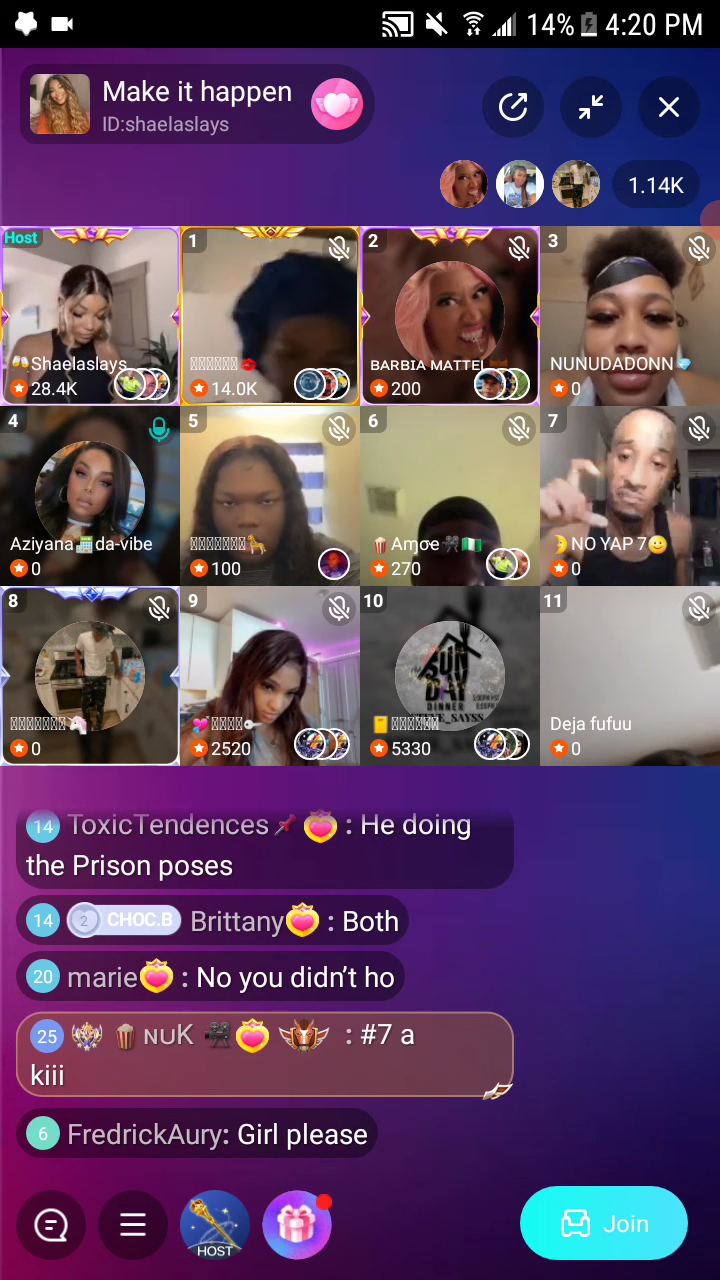 14% 4:20 PM
Make it happen
ID:shaelaslays
1.14K
Host
1
2
3
🥂Shaelaslays
💋
BARBIA MATTEL
NUNUDADONN💎
28.4K
14.0K
200
0
4
5
6
7
Aziyana🎰da-vibe
🦒
🍿Amoe🎥🇳🇬
🌛NO YAP 7🌞
0
100
270
0
8
9
10
11
SUN
DAY
DINNER
🦄
💘
📒
Deja fufuu
0
2520
5330
0
14 ToxicTendences📌 : He doing
the Prison poses
14 2 CHOC.B Brittany : Both
20 marie : No you didn't ho
25 🍿 NUK 🎥 : #7 a
kiii
6 FredrickAury: Girl please
HOST
Join